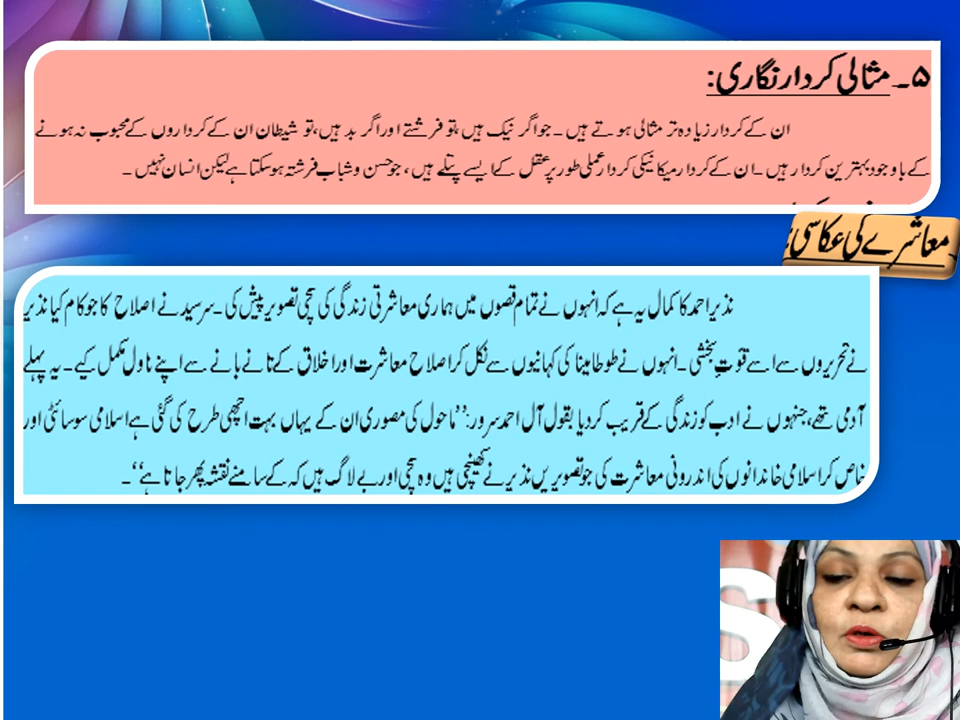 ۵۔ مثالی کردار نگاری:
ان کے کردار زیادہ تر مثالی ہوتے ہیں۔ جو اگر نیک ہیں، تو فرشتے اور اگر بد ہیں، تو شیطان ان کے کرداروں کے محبوب نہ ہونے
کے باوجود بہترین کردار ہیں۔ ان کے کردار میکانیکی کردار عملی طور پر عقل کے ایسے پتلے ہیں، جو حسن و شباب فرشتہ ہو سکتا ہے لیکن انسان نہیں۔
معاشرے کی عکاسی:
نذیر احمد کا کمال یہ ہے کہ انہوں نے تمام قصوں میں ہماری معاشرتی زندگی کی سچی تصویر پیش کی۔ سرسید نے اصلاح کا جو کام کیا نذیر
نے تحریروں سے اسے قوت بخشی۔ انہوں نے طوطا مینا کی کہانیوں سے نکل کر اصلاح معاشرت اور اخلاق کے تانے بانے سے اپنے ناول مکمل کیے۔ یہ پہلے
آدمی تھے، جنہوں نے ادب کو زندگی کے قریب کر دیا بقول آل احمد سرور: ’’ماحول کی مصوری ان کے یہاں بہت اچھی طرح کی گئی ہے اسلامی سوسائٹی اور
خاص کر اسلامی خاندانوں کی اندرونی معاشرت کی جو تصویریں نذیر نے کھینچی ہیں وہ سچی اور بے لاگ ہیں کہ کے سامنے نقشہ پھر جاتا ہے‘‘۔